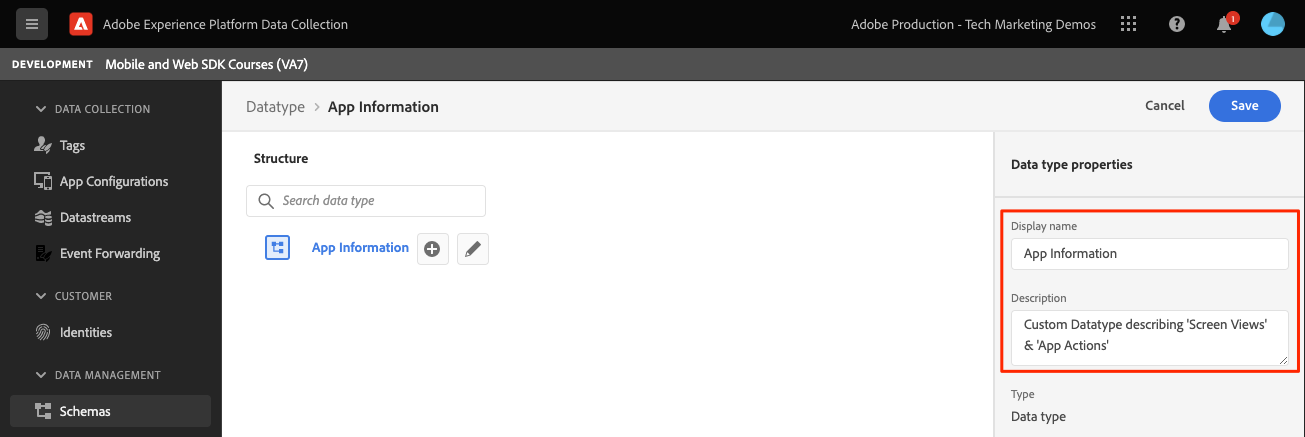 Adobe Experience Platform Data Collection
Adobe Production - Tech Marketing Demos
1
DEVELOPMENT Mobile and Web SDK Courses (VA7)
DATA COLLECTION
Tags
App Configurations
Datastreams
Event Forwarding
CUSTOMER
Identities
DATA MANAGEMENT
Schemas
Datatype > App Information
Cancel
Save
Structure
Search data type
App Information
Data type properties
Display name
App Information
Description
Custom Datatype describing 'Screen Views'
& 'App Actions'
Type
Data type